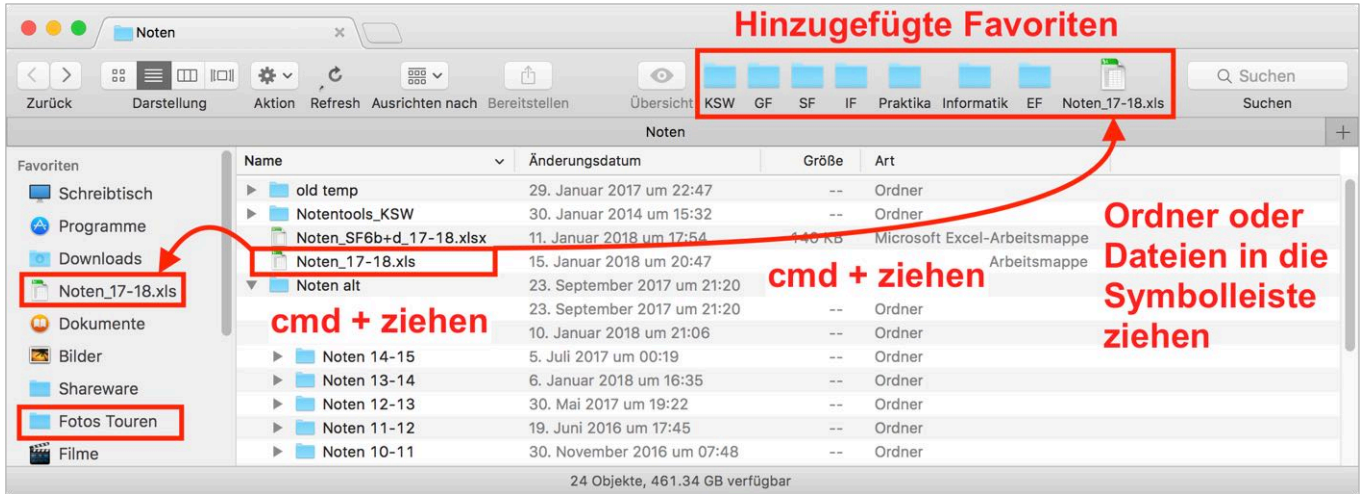 Noten
Hinzugefügte Favoriten
KSW GF SF IF Praktika Informatik EF Noten_17-18.xls
Suchen
Zurück Darstellung Aktion Refresh Ausrichten nach Bereitstellen Übersicht Suchen
Noten
Favoriten
Schreibtisch
Programme
Downloads
Noten_17-18.xls
Dokumente
Bilder
Shareware
Fotos Touren
Filme
Name Änderungsdatum Größe Art
old temp 29. Januar 2017 um 22:47 -- Ordner
Notentools_KSW 30. Januar 2014 um 15:32 -- Ordner
Noten_SF6b+d_17-18.xlsx 11. Januar 2018 um 17:54 KB Microsoft Excel-Arbeitsmappe
Noten_17-18.xls 15. Januar 2018 um 20:47 Arbeitsmappe
Noten alt 23. September 2017 um 21:20
23. September 2017 um 21:20 -- Ordner
10. Januar 2018 um 21:06 -- Ordner
Noten 14-15 5. Juli 2017 um 00:19 -- Ordner
Noten 13-14 6. Januar 2018 um 16:35 -- Ordner
Noten 12-13 30. Mai 2017 um 19:22 -- Ordner
Noten 11-12 19. Juni 2016 um 17:45 -- Ordner
Noten 10-11 30. November 2016 um 07:48 -- Ordner
cmd + ziehen
cmd + ziehen
Ordner oder
Dateien in die
Symbolleiste
ziehen
24 Objekte, 461.34 GB verfügbar